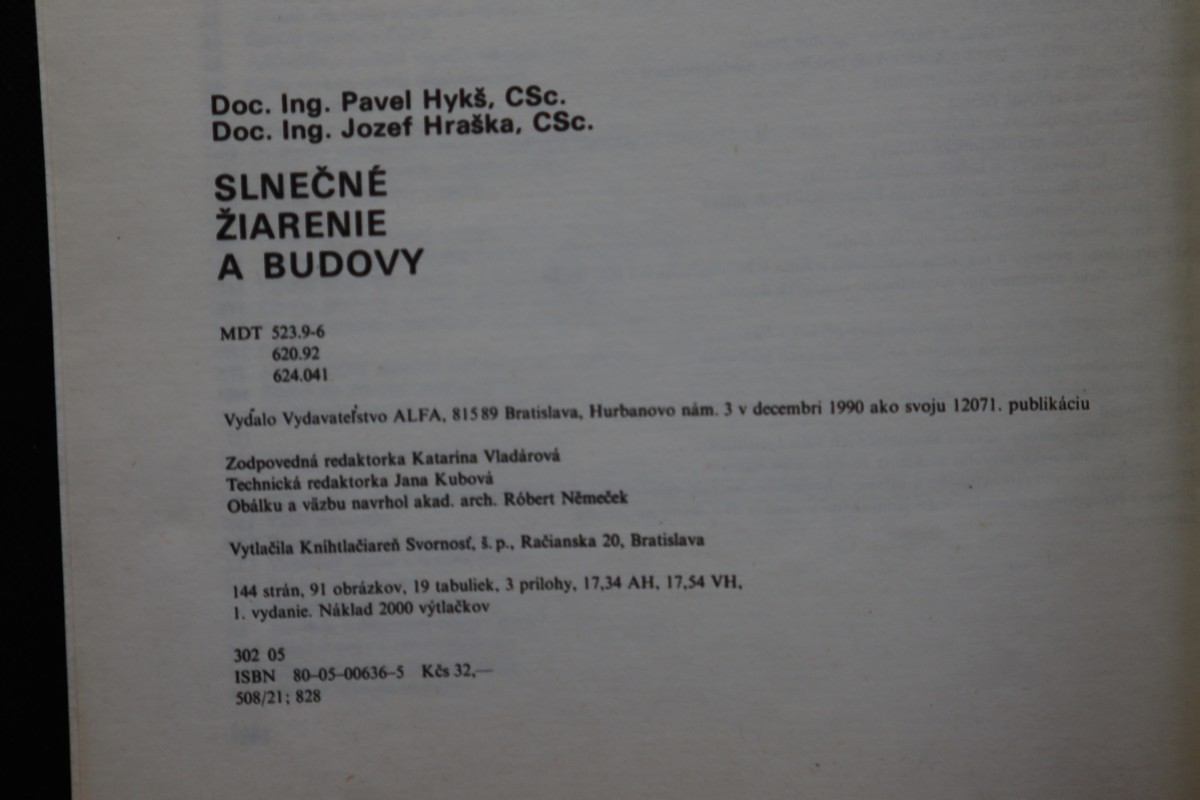 Doc. Ing. Pavel Hykš, CSc.
Doc. Ing. Jozef Hraška, CSc.
SLNEČNÉ
ŽIARENIE
A BUDOVY
MDT 523.9-6
620.92
624.041
Vydalo Vydavateľstvo ALFA, 815 89 Bratislava, Hurbanovo nám. 3 v decembri 1990 ako svoju 12071. publikáciu
Zodpovedná redaktorka Katarína Vladárová
Technická redaktorka Jana Kubová
Obálku a väzbu navrhol akad. arch. Róbert Němeček
Vytlačila Kníhtlačiareň Svornosť, š. p., Račianska 20, Bratislava
144 strán, 91 obrázkov, 19 tabuliek, 3 prílohy, 17,34 AH, 17,54 VH,
1. vydanie. Náklad 2000 výtlačkov
302 05
ISBN 80–05–00636–5 Kčs 32,—
508/21; 828